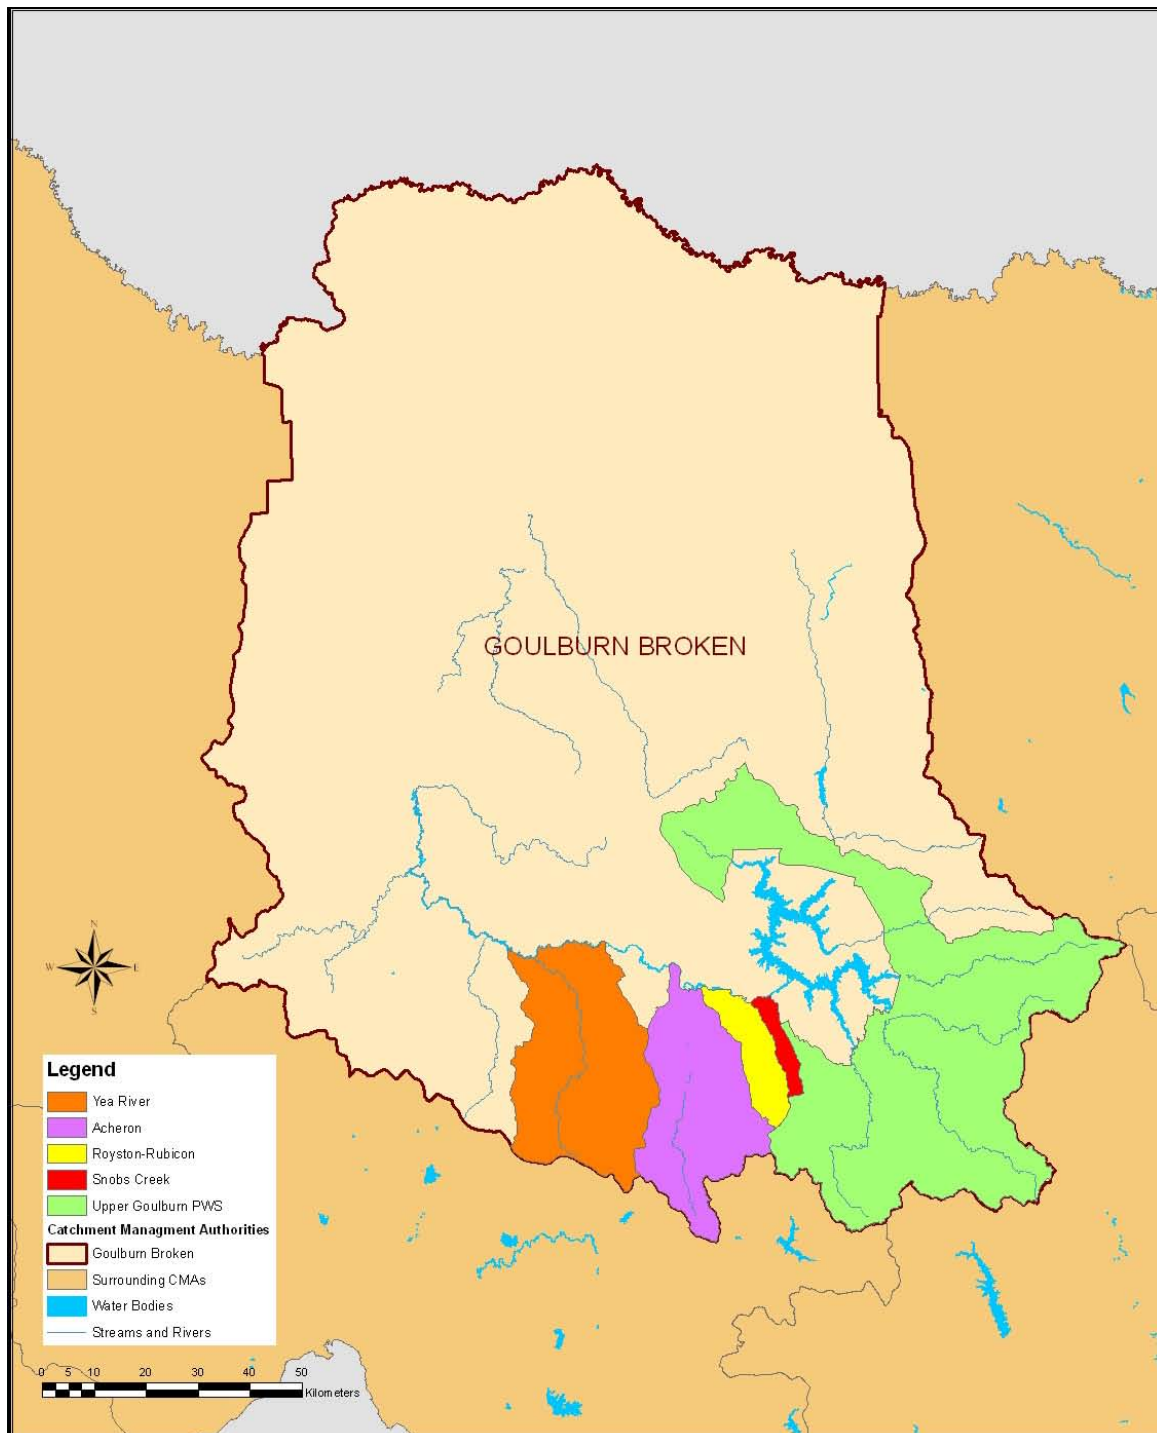 GOULBURN BROKEN
N
W E
S
Legend
Yea River
Acheron
Royston-Rubicon
Snobs Creek
Upper Goulburn PWS
Catchment Managment Authorities
Goulburn Broken
Surrounding CMAs
Water Bodies
Streams and Rivers
0 5 10 20 30 40 50
Kilometers